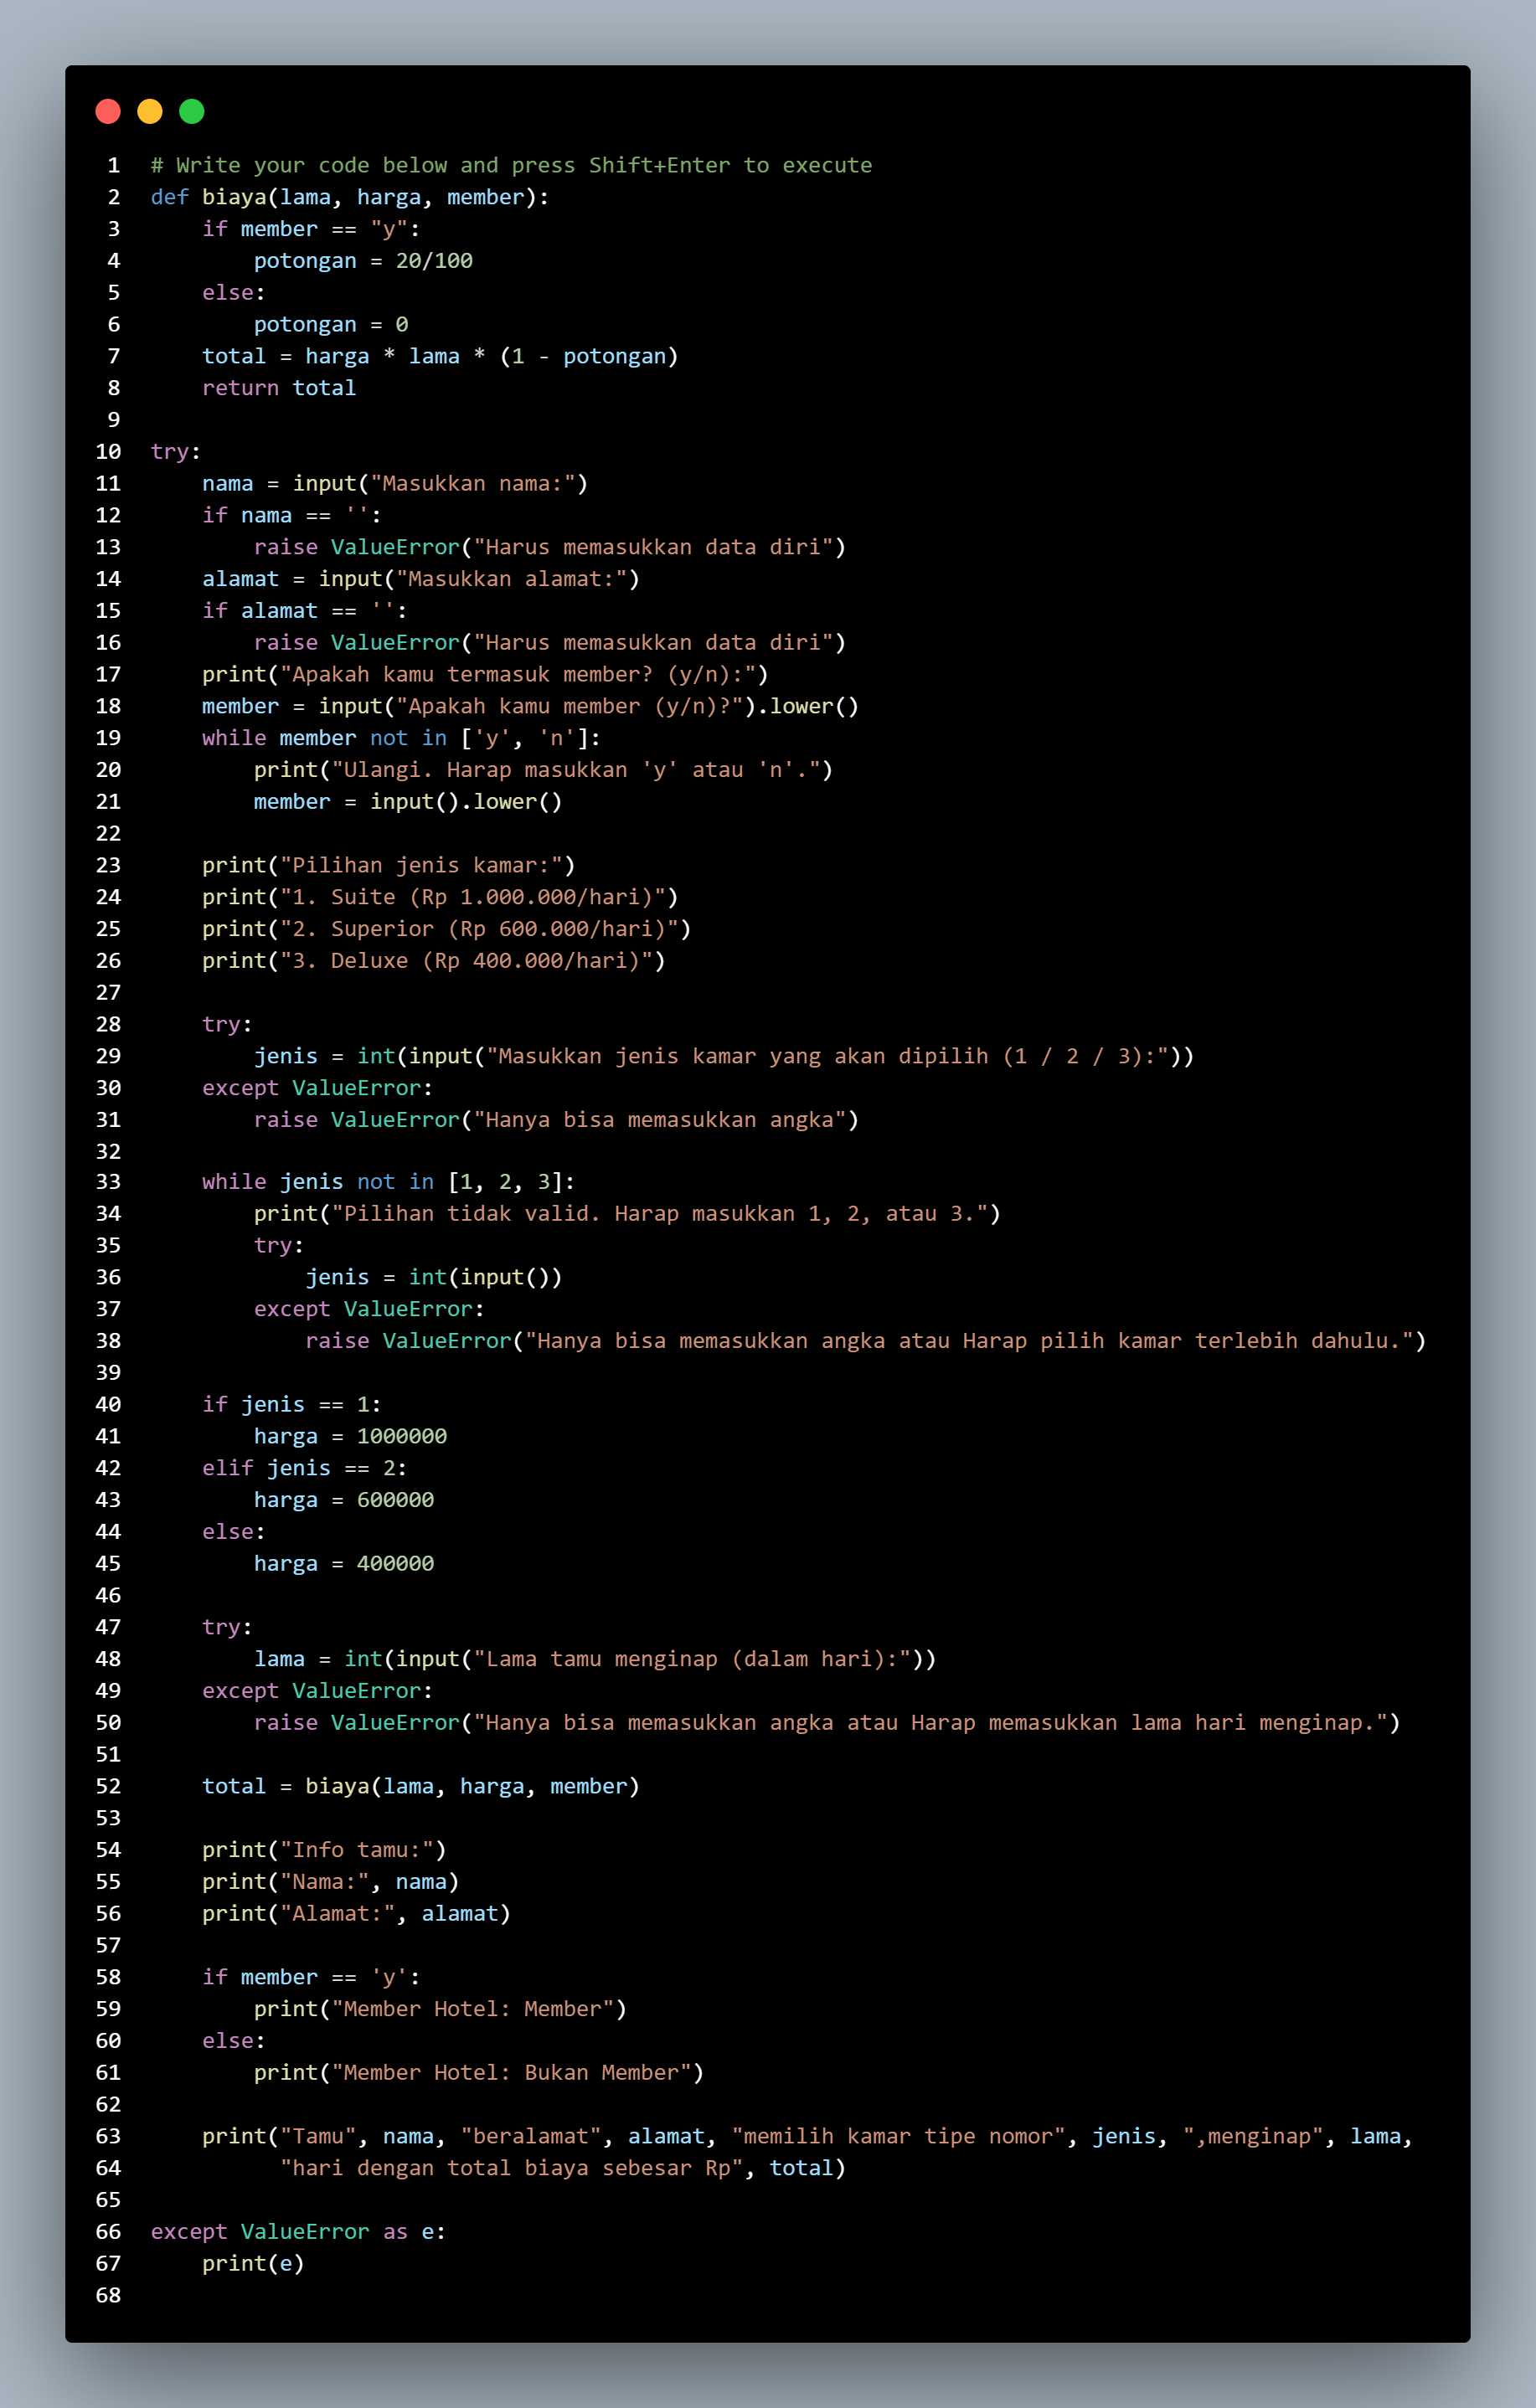 1 # Write your code below and press Shift+Enter to execute
2 def biaya(lama, harga, member):
3     if member == "y":
4         potongan = 20/100
5     else:
6         potongan = 0
7     total = harga * lama * (1 - potongan)
8     return total
9
10 try:
11     nama = input("Masukkan nama:")
12     if nama == '':
13         raise ValueError("Harus memasukkan data diri")
14     alamat = input("Masukkan alamat:")
15     if alamat == '':
16         raise ValueError("Harus memasukkan data diri")
17     print("Apakah kamu termasuk member? (y/n):")
18     member = input("Apakah kamu member (y/n)?").lower()
19     while member not in ['y', 'n']:
20         print("Ulangi. Harap masukkan 'y' atau 'n'.")
21         member = input().lower()
22
23     print("Pilihan jenis kamar:")
24     print("1. Suite (Rp 1.000.000/hari)")
25     print("2. Superior (Rp 600.000/hari)")
26     print("3. Deluxe (Rp 400.000/hari)")
27
28     try:
29         jenis = int(input("Masukkan jenis kamar yang akan dipilih (1 / 2 / 3):"))
30     except ValueError:
31         raise ValueError("Hanya bisa memasukkan angka")
32
33     while jenis not in [1, 2, 3]:
34         print("Pilihan tidak valid. Harap masukkan 1, 2, atau 3.")
35         try:
36             jenis = int(input())
37         except ValueError:
38             raise ValueError("Hanya bisa memasukkan angka atau Harap pilih kamar terlebih dahulu.")
39
40     if jenis == 1:
41         harga = 1000000
42     elif jenis == 2:
43         harga = 600000
44     else:
45         harga = 400000
46
47     try:
48         lama = int(input("Lama tamu menginap (dalam hari):"))
49     except ValueError:
50         raise ValueError("Hanya bisa memasukkan angka atau Harap memasukkan lama hari menginap.")
51
52     total = biaya(lama, harga, member)
53
54     print("Info tamu:")
55     print("Nama:", nama)
56     print("Alamat:", alamat)
57
58     if member == 'y':
59         print("Member Hotel: Member")
60     else:
61         print("Member Hotel: Bukan Member")
62
63     print("Tamu", nama, "beralamat", alamat, "memilih kamar tipe nomor", jenis, ",menginap", lama,
64           "hari dengan total biaya sebesar Rp", total)
65
66 except ValueError as e:
67     print(e)
68